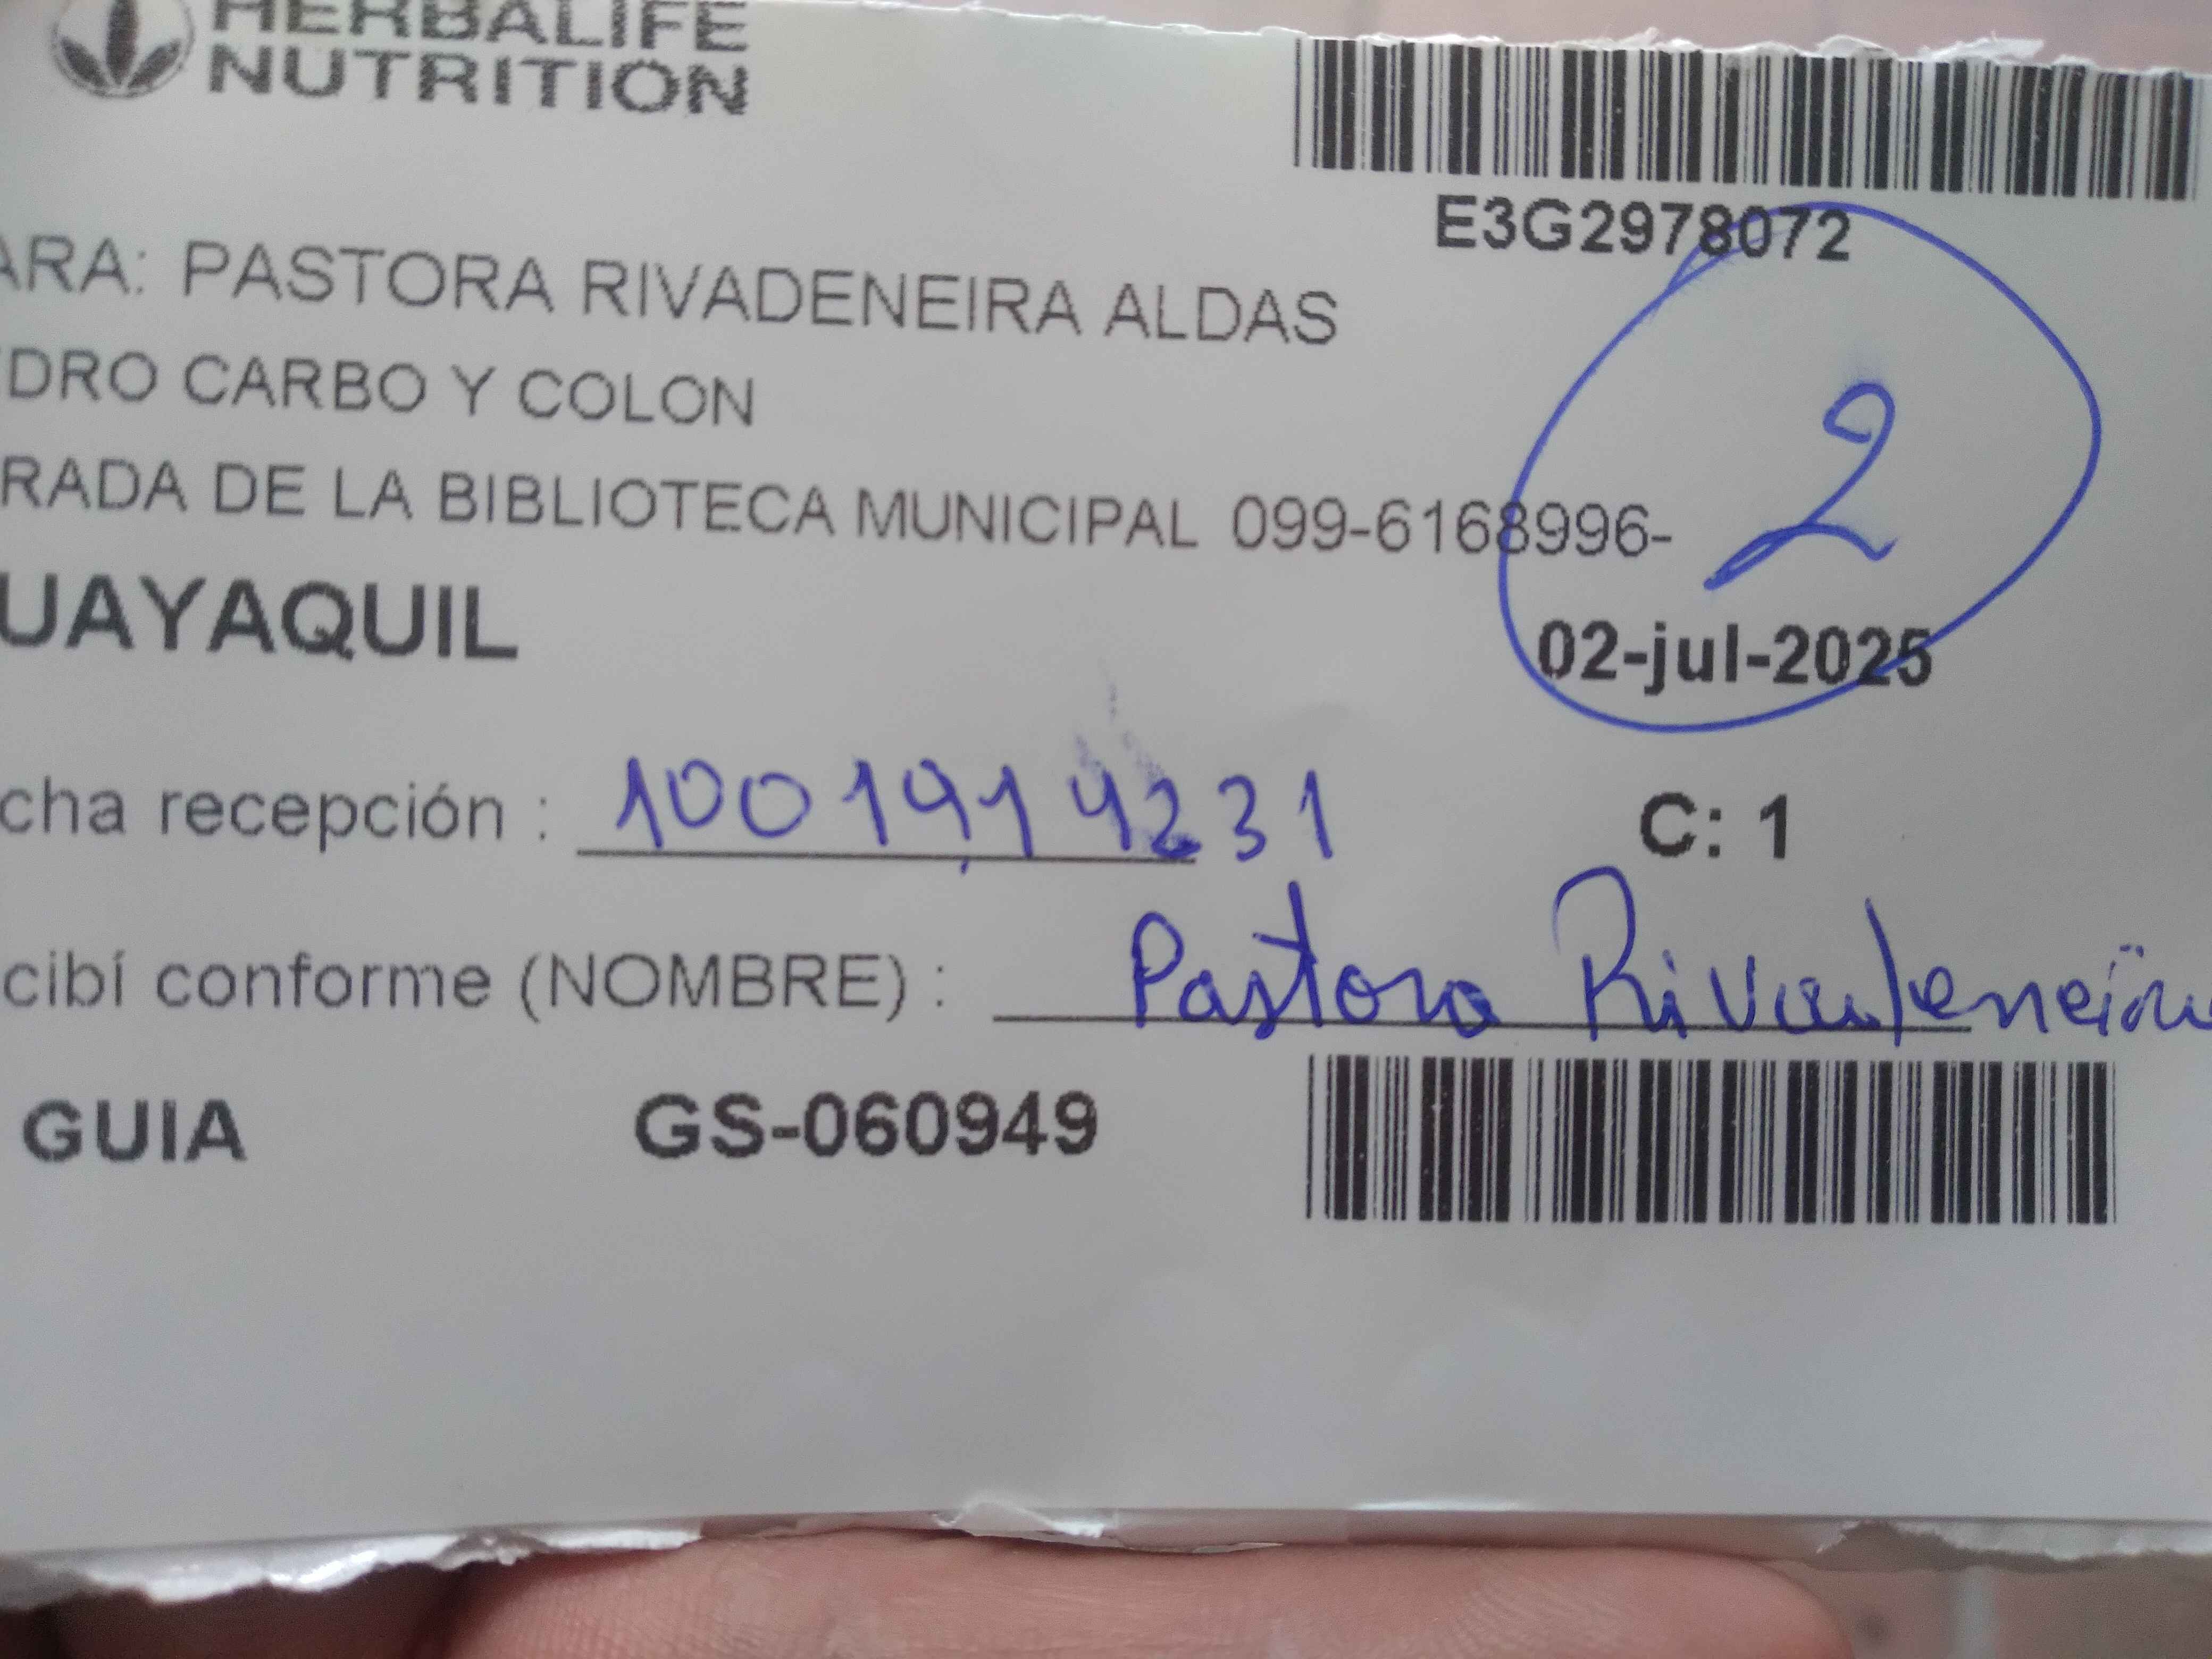 HERBALIFE
NUTRITION
E3G2978072
ARA: PASTORA RIVADENEIRA ALDAS
DRO CARBO Y COLON
2
RADA DE LA BIBLIOTECA MUNICIPAL 099-6168996-
UAYAQUIL
02-jul-2025
cha recepción : 1001914231
C: 1
cibí conforme (NOMBRE) : Pastora Rivadeneira
GUIA GS-060949